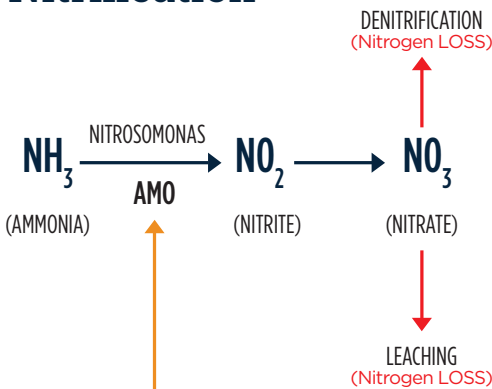 Nitrification
DENITRIFICATION
(Nitrogen LOSS)
NITROSOMONAS
NH3 NO2 NO3
AMO
(AMMONIA) (NITRITE) (NITRATE)
LEACHING
(Nitrogen LOSS)